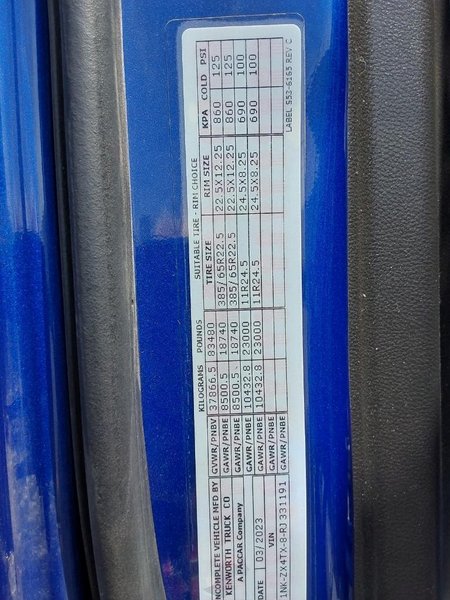 SUITABLE TIRE - RIM CHOICE
KILOGRAMS POUNDS TIRE SIZE RIM SIZE KPA COLD PSI
INCOMPLETE VEHICLE MFD BY GVWR/PNBV 37866.5 83480
KENWORTH TRUCK CO GAWR/PNBE 8500.5 18740 385/65R22.5 22.5X12.25 860 125
A PACCAR Company GAWR/PNBE 8500.5 18740 385/65R22.5 22.5X12.25 860 125
GAWR/PNBE 10432.8 23000 11R24.5 24.5X8.25 690 100
DATE 03/2023 GAWR/PNBE 10432.8 23000 11R24.5 24.5X8.25 690 100
VIN VIN
1NK-ZX4TX-8-RJ331191 GAWR/PNBE
LABEL S53-6165 REV C